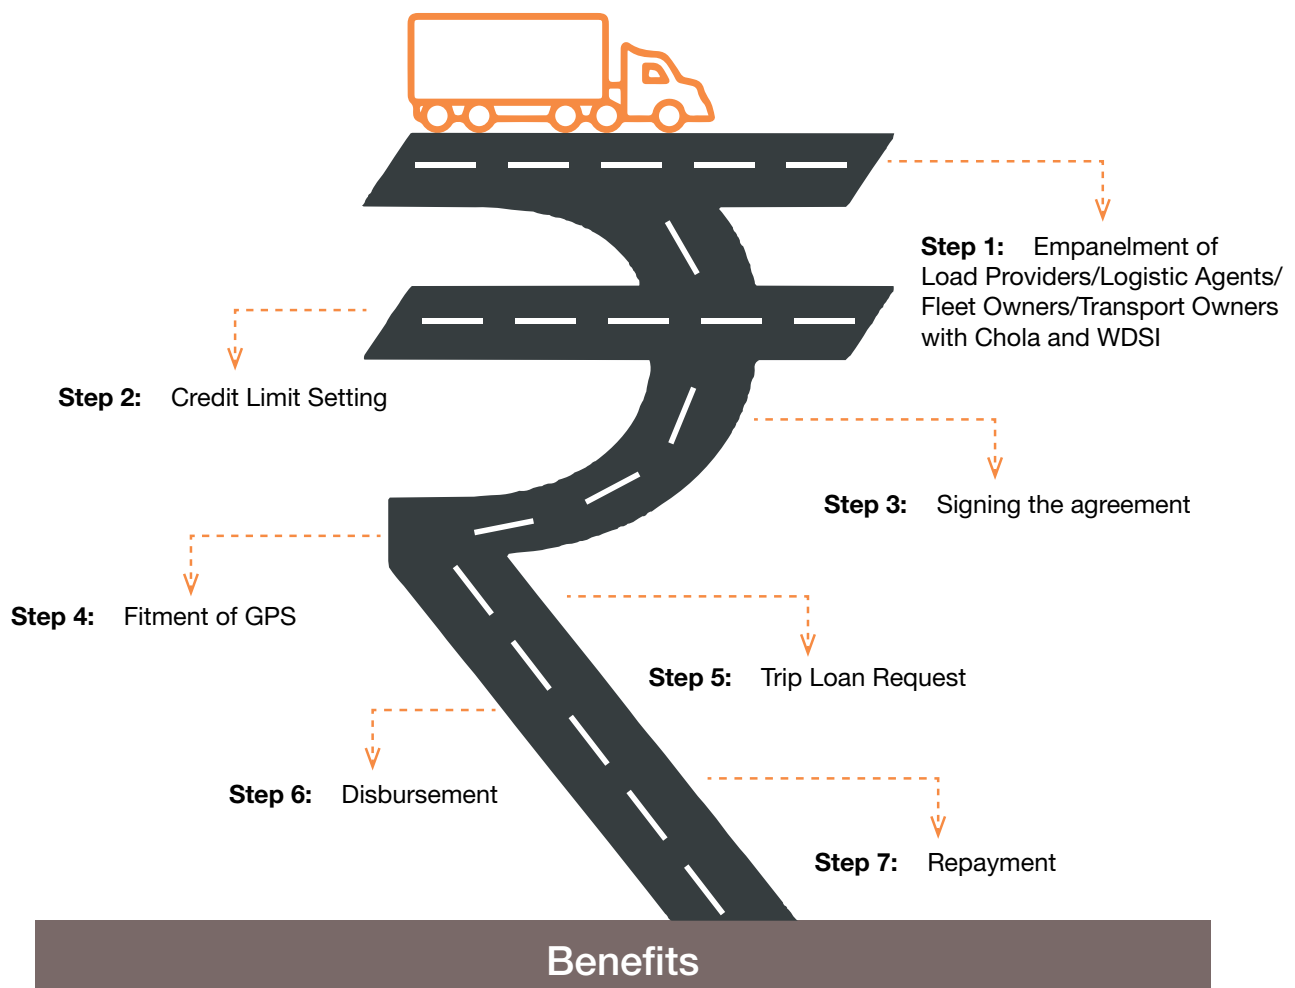 Step 1: Empanelment of
Load Providers/Logistic Agents/
Fleet Owners/Transport Owners
with Chola and WDSI
Step 2: Credit Limit Setting
Step 3: Signing the agreement
Step 4: Fitment of GPS
Step 5: Trip Loan Request
Step 6: Disbursement
Step 7: Repayment
Benefits